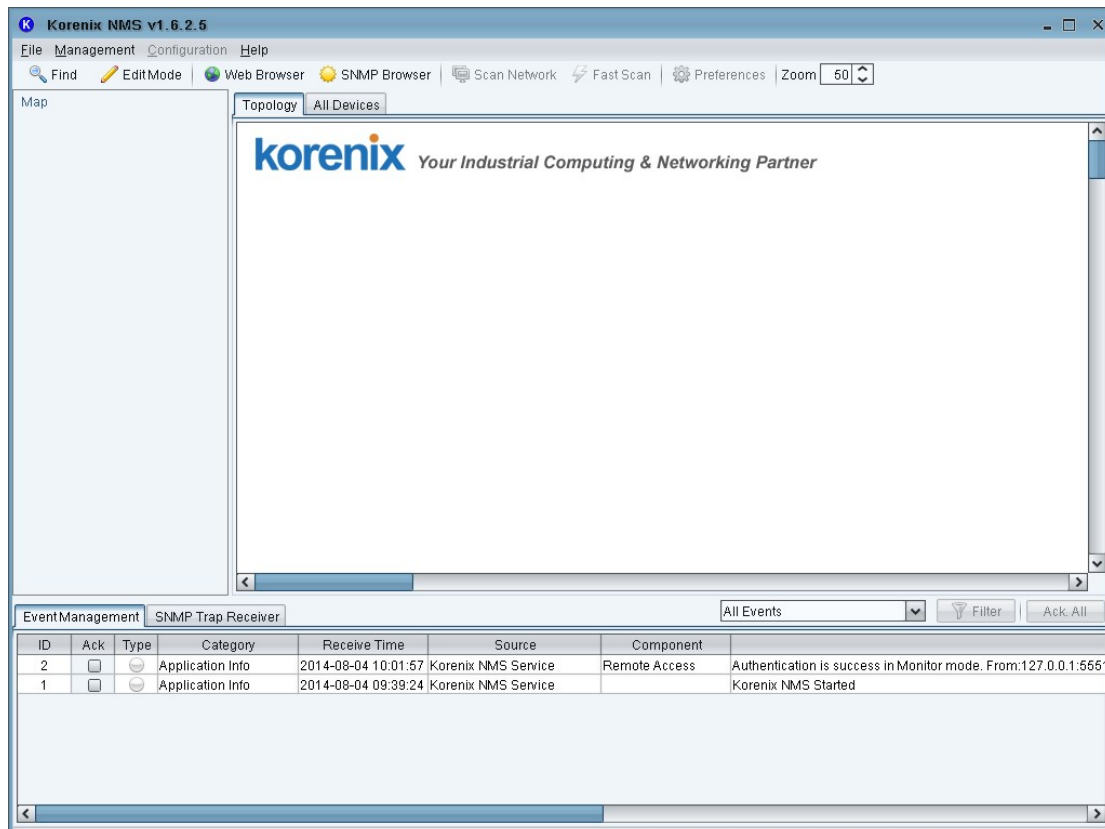 Korenix NMS v1.6.2.5
File Management Configuration Help
Find Edit Mode Web Browser SNMP Browser Scan Network Fast Scan Preferences Zoom 50
Map
Topology All Devices
korenix Your Industrial Computing & Networking Partner
Event Management SNMP Trap Receiver All Events Filter Ack. All
ID Ack Type Category Receive Time Source Component
2 Application Info 2014-08-04 10:01:57 Korenix NMS Service Remote Access Authentication is success in Monitor mode. From:127.0.0.1:5551
1 Application Info 2014-08-04 09:39:24 Korenix NMS Service Korenix NMS Started